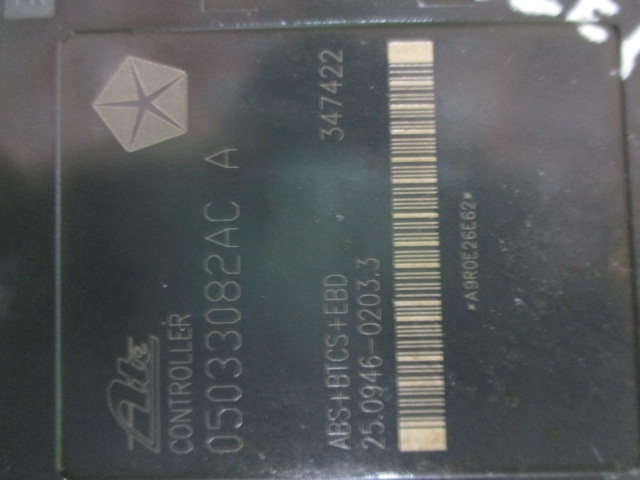 Ate
CONTROLLER
05033082AC A
ABS+BTCS+EBD 347422
25.0946-0203.3
*A9R0E26E62*